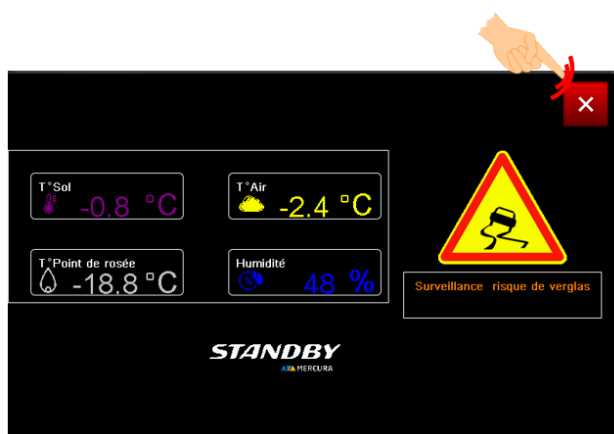 ×
T°Sol
-0.8 °C
T°Air
-2.4 °C
T°Point de rosée
-18.8 °C
Humidité
48 %
Surveillance risque de verglas
STANDBY
MERCURA